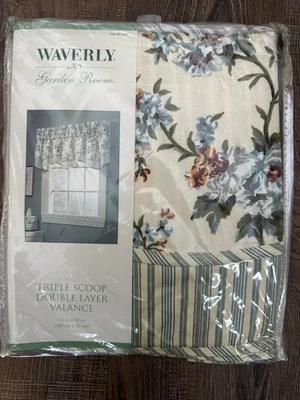 WAVERLY
Garden Room
TRIPLE SCOOP
DOUBLE LAYER
VALANCE